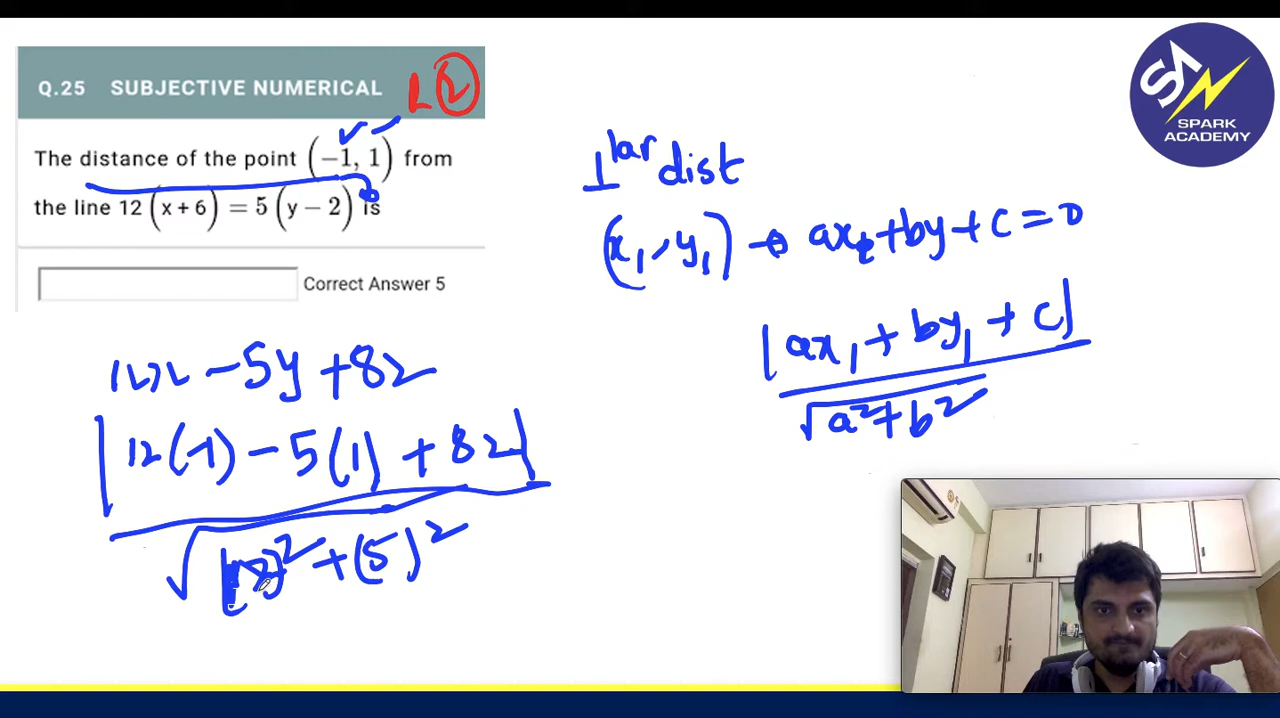 Q.25 SUBJECTIVE NUMERICAL
L 2
The distance of the point (−1, 1) from
the line 12 (x + 6) = 5 (y − 2) is
Correct Answer 5
12x - 5y + 82
|12(-1) - 5(1) + 82|
√(12)² + (5)²
⊥lar dist
(x₁, y₁) → ax + by + c = 0
|ax₁ + by₁ + c|
√a² + b²
SPARK
ACADEMY